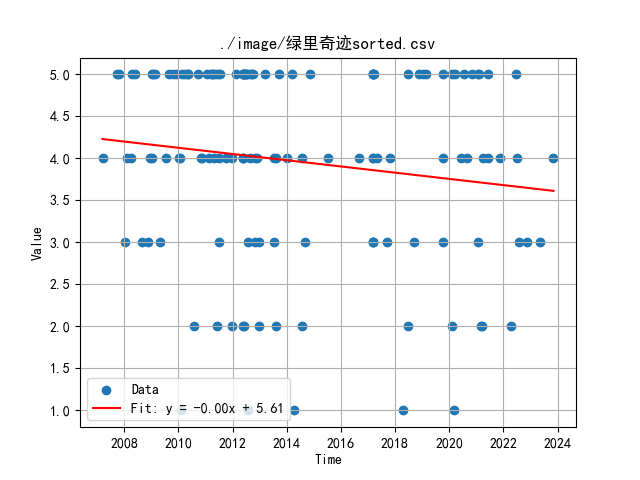 ./image/绿里奇迹sorted.csv
5.0
4.5
4.0
3.5
3.0
2.5
2.0
1.5
1.0
Value
Data
Fit: y = −0.00x + 5.61
2008 2010 2012 2014 2016 2018 2020 2022 2024
Time